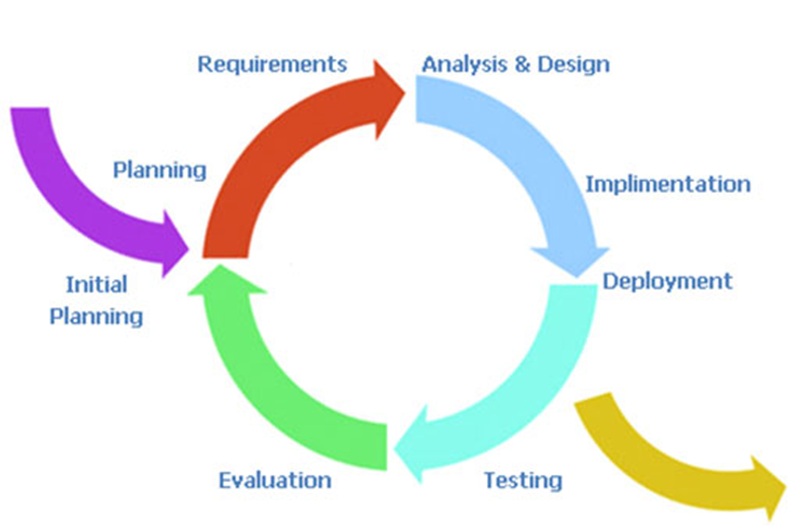 Requirements
Analysis & Design
Planning
Implimentation
Initial
Planning
Deployment
Evaluation
Testing